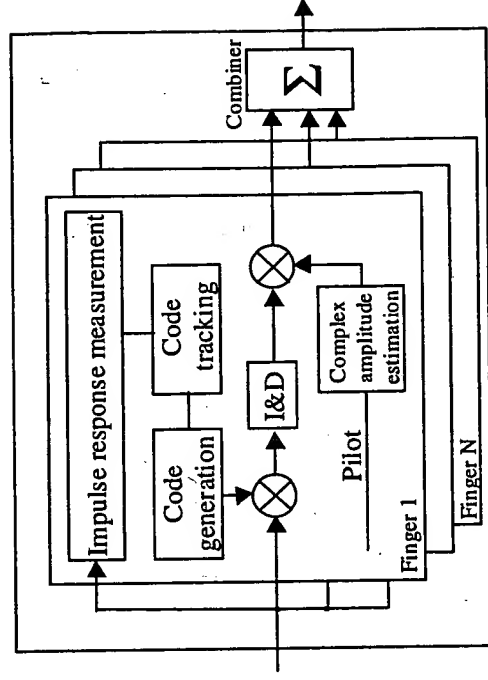 Impulse response measurement
Code
generation
Code
tracking
I&D
Pilot
Complex
amplitude
estimation
Finger 1
Finger N
Combiner
Σ